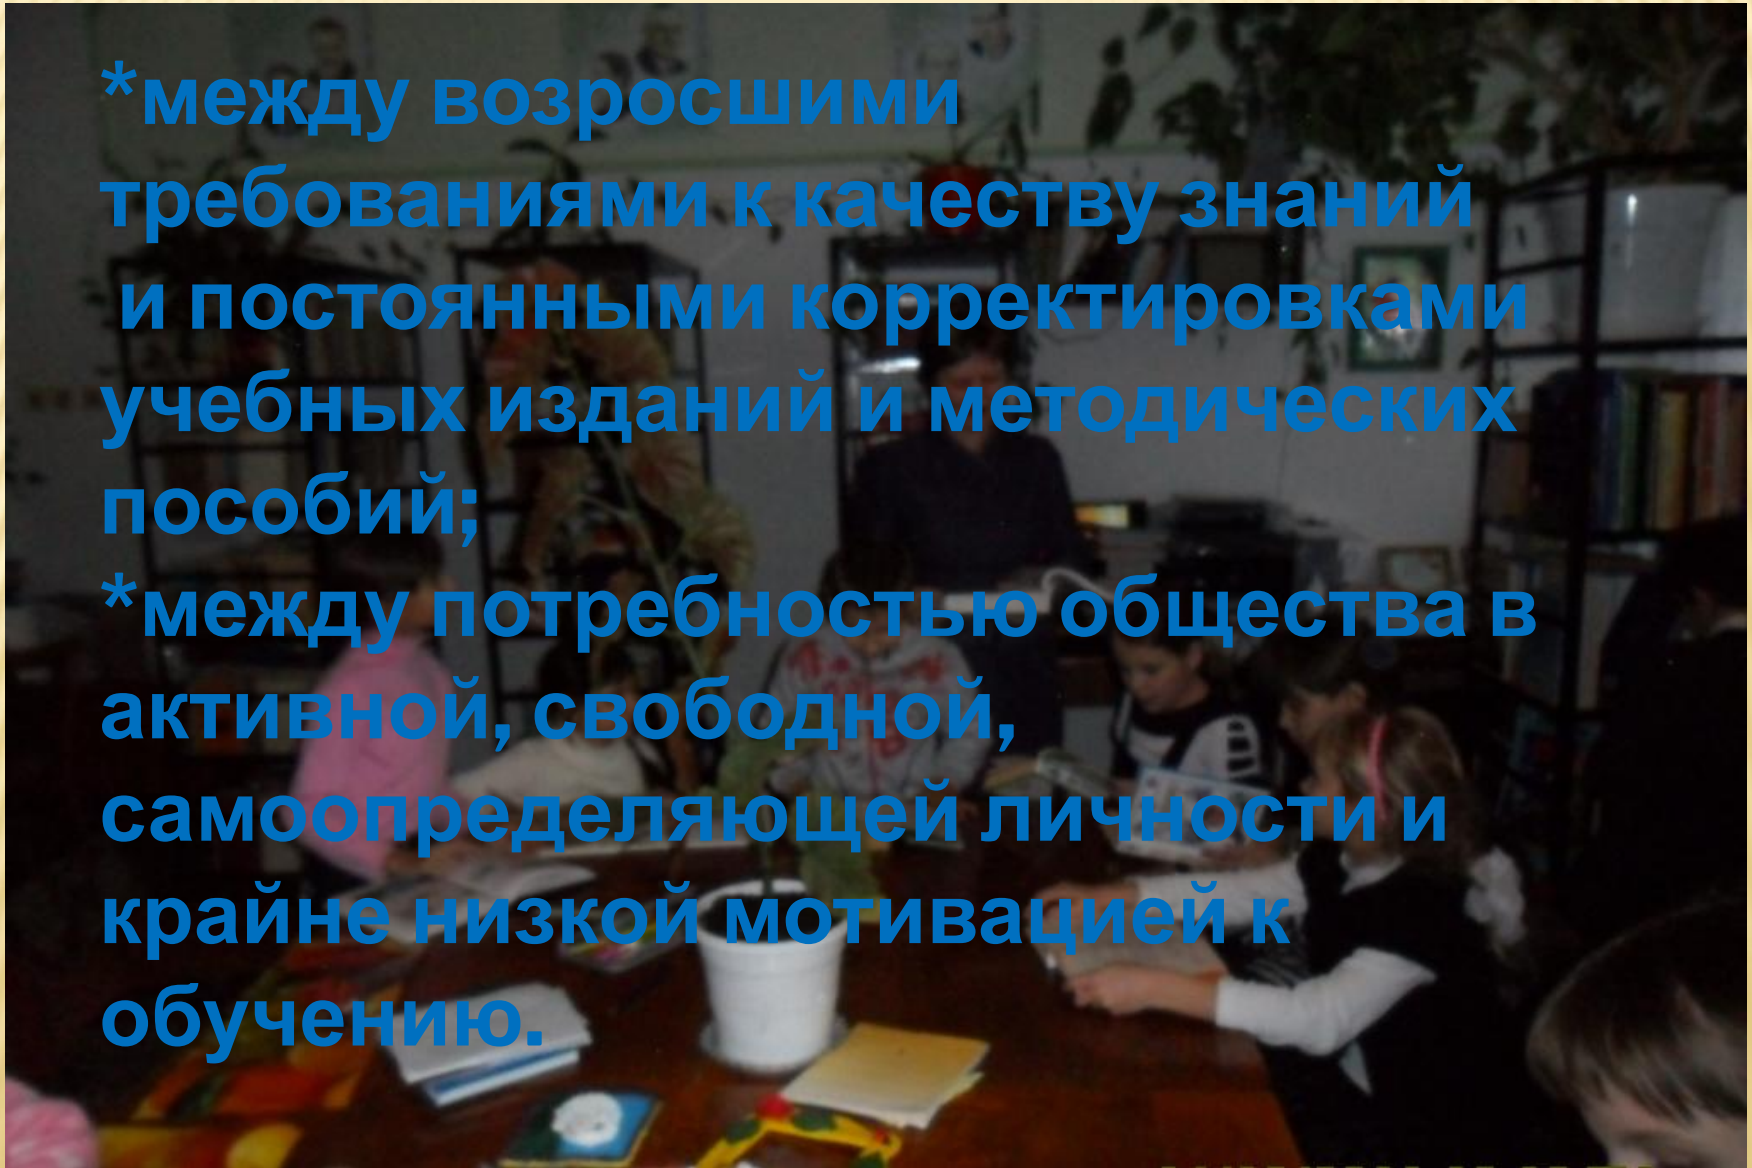 *между возросшими
требованиями к качеству знаний
и постоянными корректировками
учебных изданий и методических
пособий;
*между потребностью общества в
активной, свободной,
самоопределяющей личности и
крайне низкой мотивацией к
обучению.